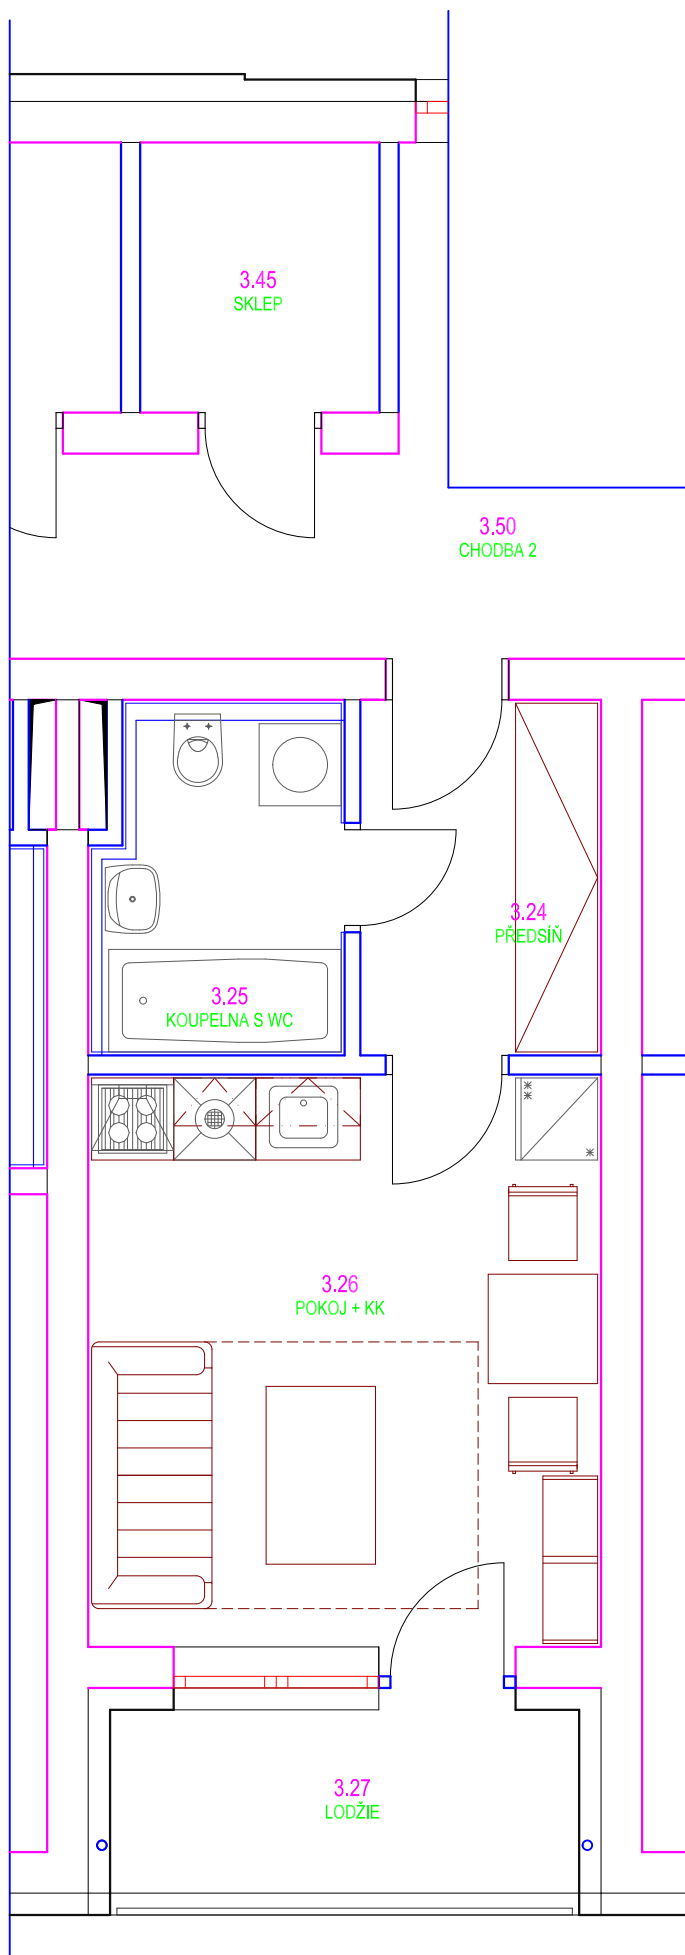 3.45
SKLEP
3.50
CHODBA 2
3.24
PŘEDSÍŇ
3.25
KOUPELNA S WC
3.26
POKOJ + KK
3.27
LODŽIE